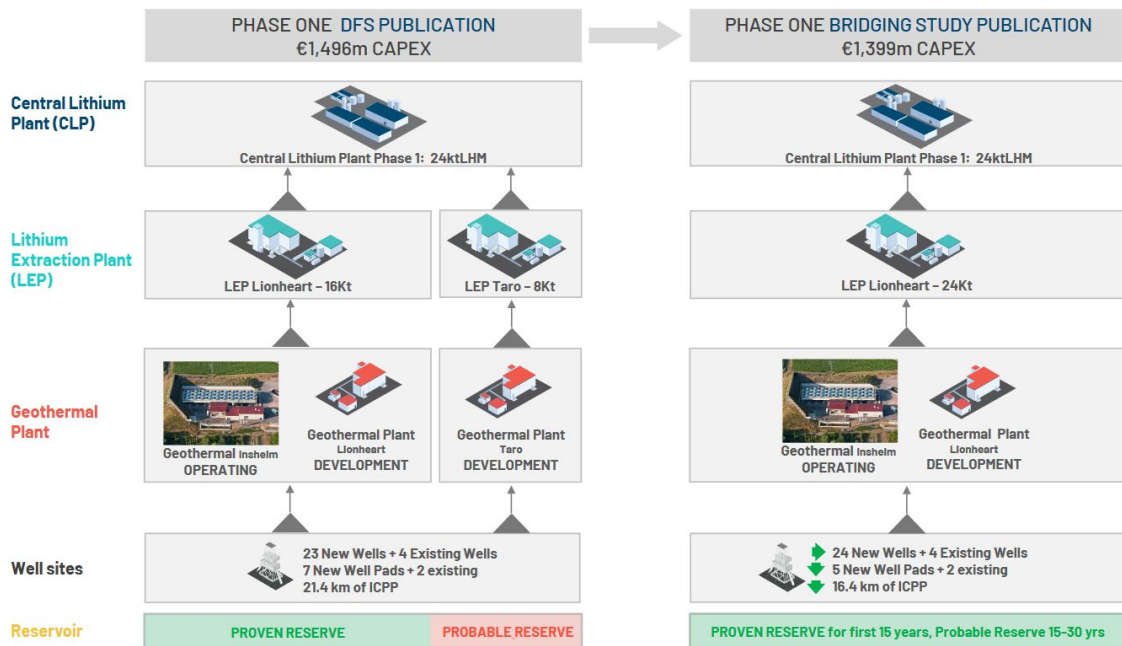 PHASE ONE DFS PUBLICATION
€1,496m CAPEX
PHASE ONE BRIDGING STUDY PUBLICATION
€1,399m CAPEX
Central Lithium
Plant (CLP)
Central Lithium Plant Phase 1: 24ktLHM
Central Lithium Plant Phase 1: 24ktLHM
Lithium
Extraction Plant
(LEP)
LEP Lionheart – 16Kt
LEP Taro – 8Kt
LEP Lionheart – 24Kt
Geothermal
Plant
Geothermal Insheim
OPERATING
Geothermal Plant
Lionheart
DEVELOPMENT
Geothermal Plant
Taro
DEVELOPMENT
Geothermal Insheim
OPERATING
Geothermal Plant
Lionheart
DEVELOPMENT
Well sites
23 New Wells + 4 Existing Wells
7 New Well Pads + 2 existing
21.4 km of ICPP
24 New Wells + 4 Existing Wells
5 New Well Pads + 2 existing
16.4 km of ICPP
Reservoir
PROVEN RESERVE
PROBABLE RESERVE
PROVEN RESERVE for first 15 years, Probable Reserve 15-30 yrs